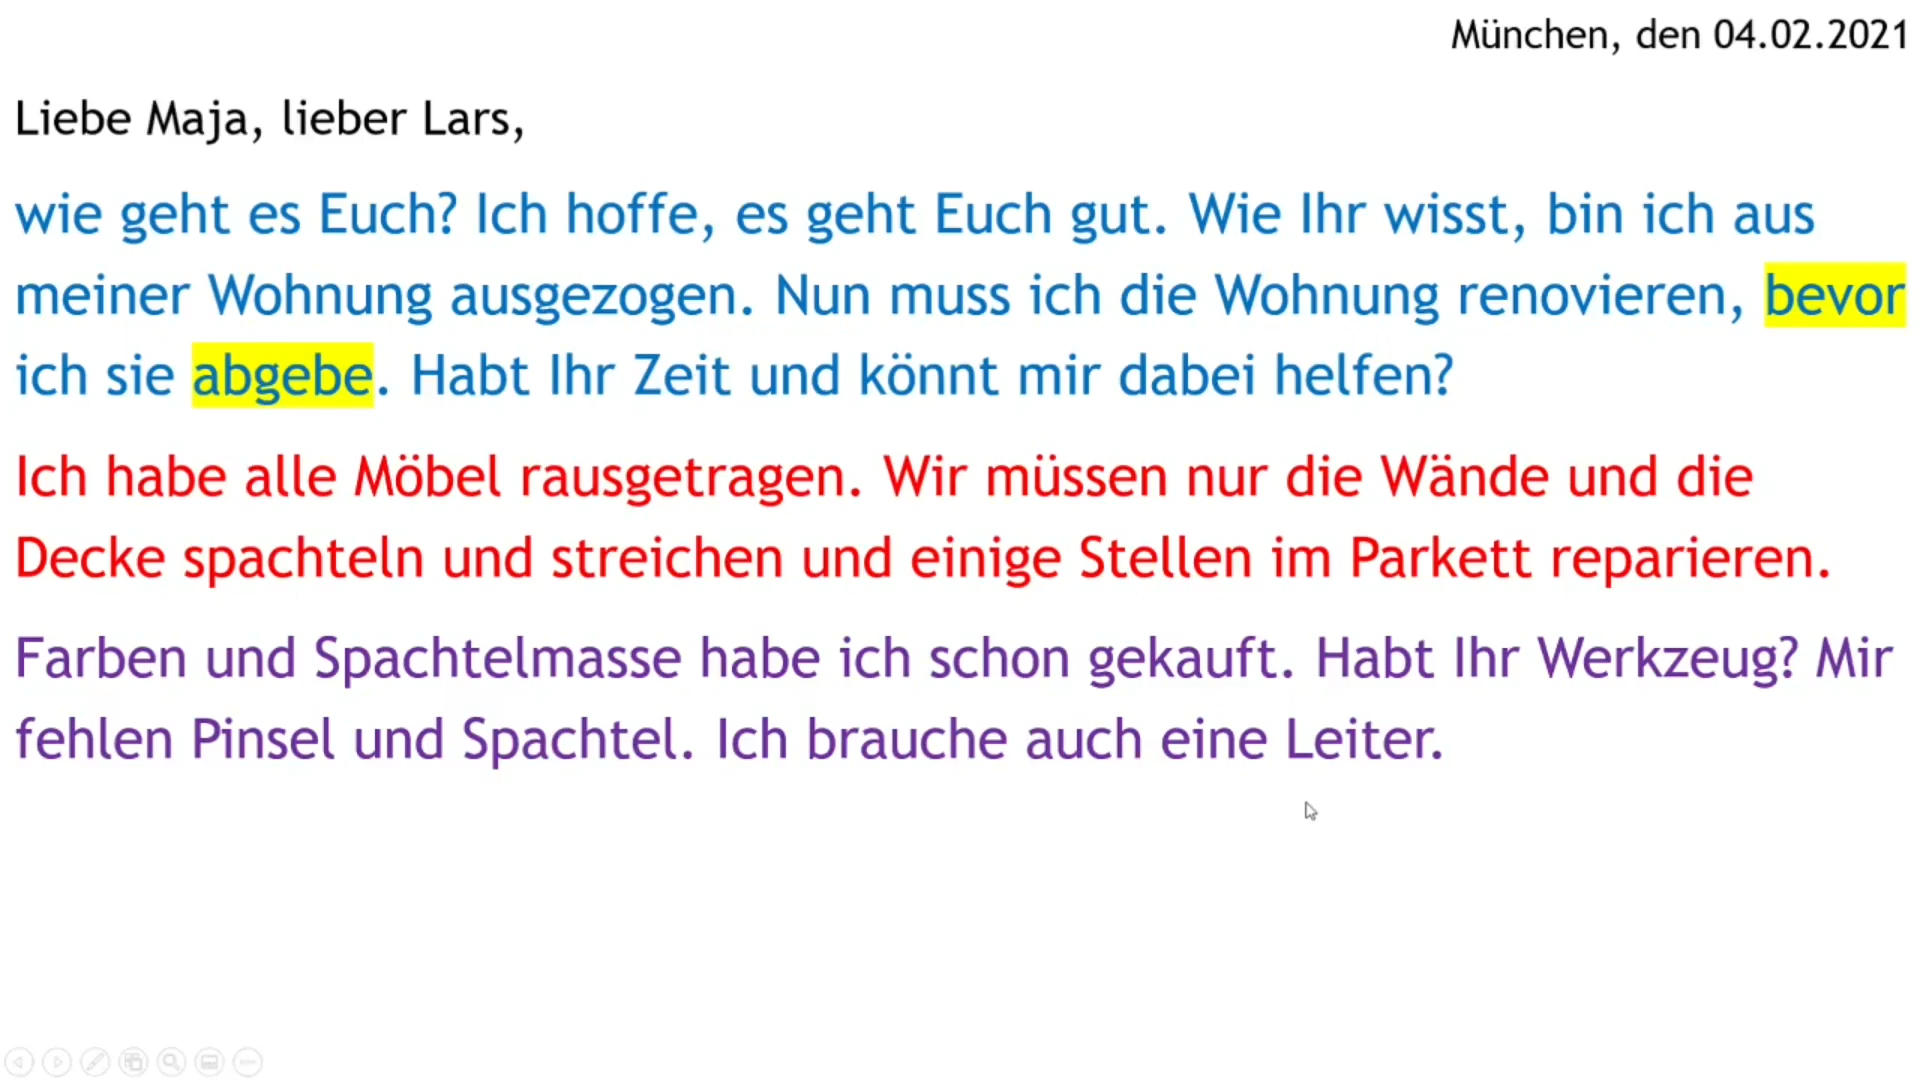 München, den 04.02.2021
Liebe Maja, lieber Lars,
wie geht es Euch? Ich hoffe, es geht Euch gut. Wie Ihr wisst, bin ich aus
meiner Wohnung ausgezogen. Nun muss ich die Wohnung renovieren, bevor
ich sie abgebe. Habt Ihr Zeit und könnt mir dabei helfen?
Ich habe alle Möbel rausgetragen. Wir müssen nur die Wände und die
Decke spachteln und streichen und einige Stellen im Parkett reparieren.
Farben und Spachtelmasse habe ich schon gekauft. Habt Ihr Werkzeug? Mir
fehlen Pinsel und Spachtel. Ich brauche auch eine Leiter.